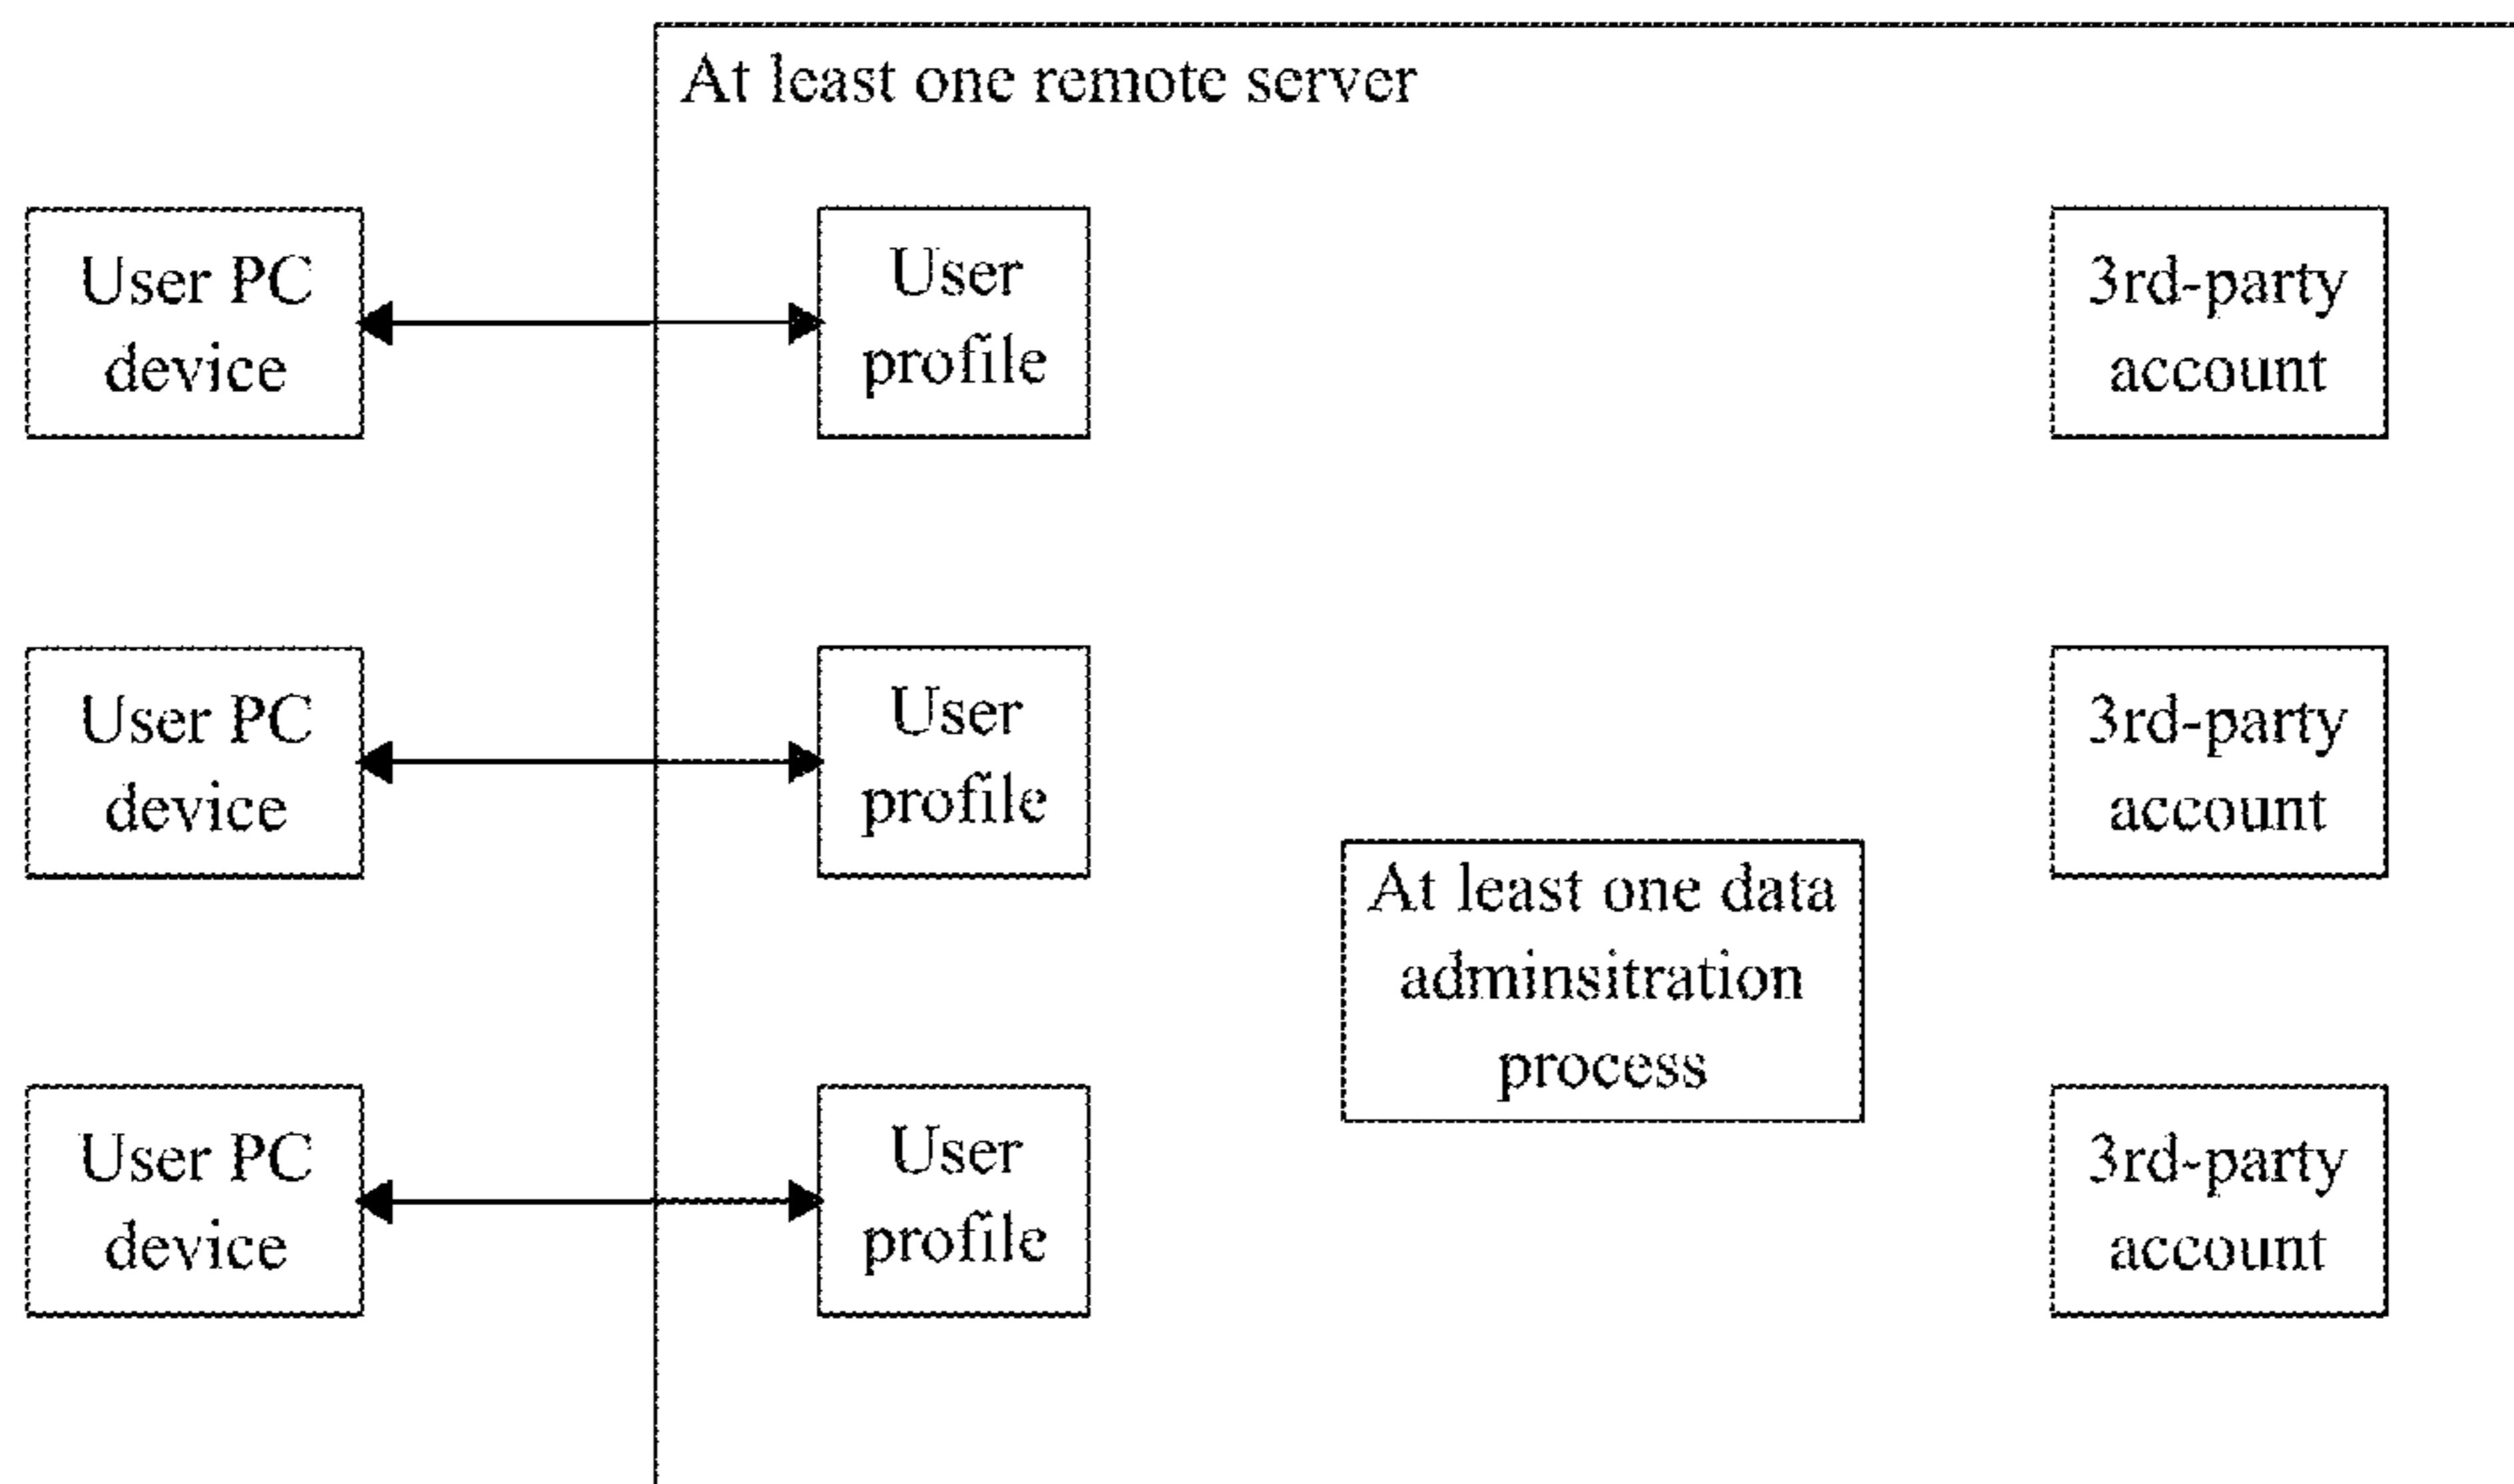 At least one remote server
User PC
device
User
profile
3rd-party
account
User PC
device
User
profile
3rd-party
account
At least one data
adminsitration
process
User PC
device
User
profile
3rd-party
account